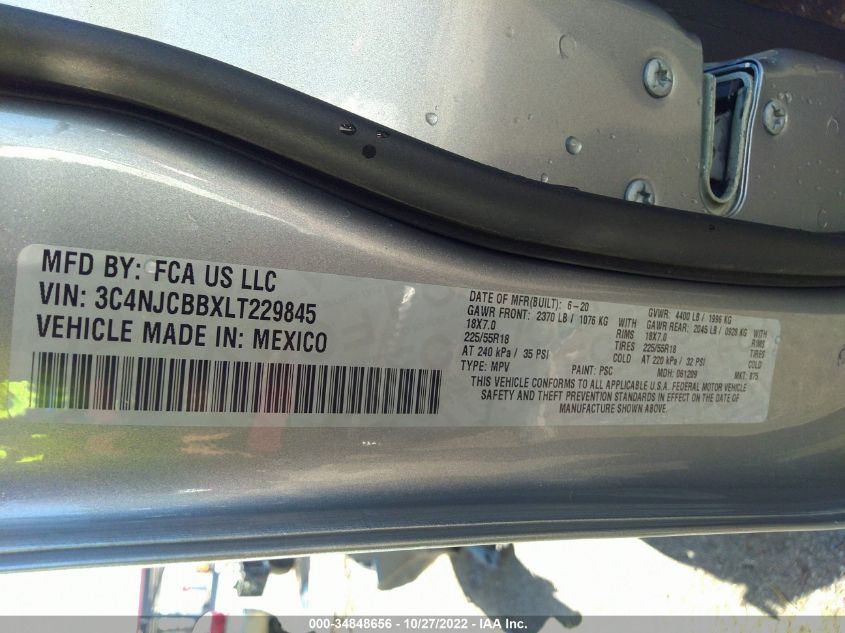 MFD BY: FCA US LLC
VIN: 3C4NJCBBXLT229845
VEHICLE MADE IN: MEXICO
DATE OF MFR(BUILT): 6-20 GVWR: 4400 LB / 1996 KG
GAWR FRONT: 2370 LB / 1076 KG WITH GAWR REAR: 2045 LB / 0928 KG WITH
18X7.0 RIMS 18X7.0 RIMS
225/55R18 TIRES 225/55R18 TIRES
AT 240 kPa / 35 PSI COLD AT 220 kPa / 32 PSI COLD
TYPE: MPV PAINT: PSC MDH: 061209 MKT: 875
THIS VEHICLE CONFORMS TO ALL APPLICABLE U.S.A. FEDERAL MOTOR VEHICLE
SAFETY AND THEFT PREVENTION STANDARDS IN EFFECT ON THE DATE OF
MANUFACTURE SHOWN ABOVE.
000-34848656 - 10/27/2022 - IAA Inc.